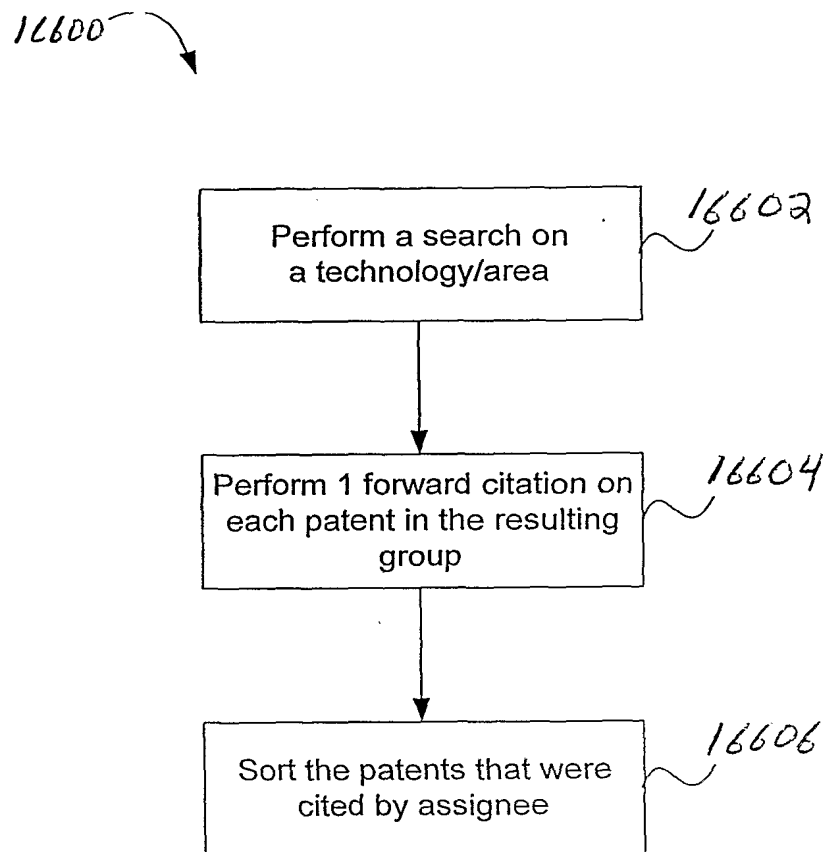 16600
Perform a search on
a technology/area
16602
Perform 1 forward citation on
each patent in the resulting
group
16604
Sort the patents that were
cited by assignee
16606